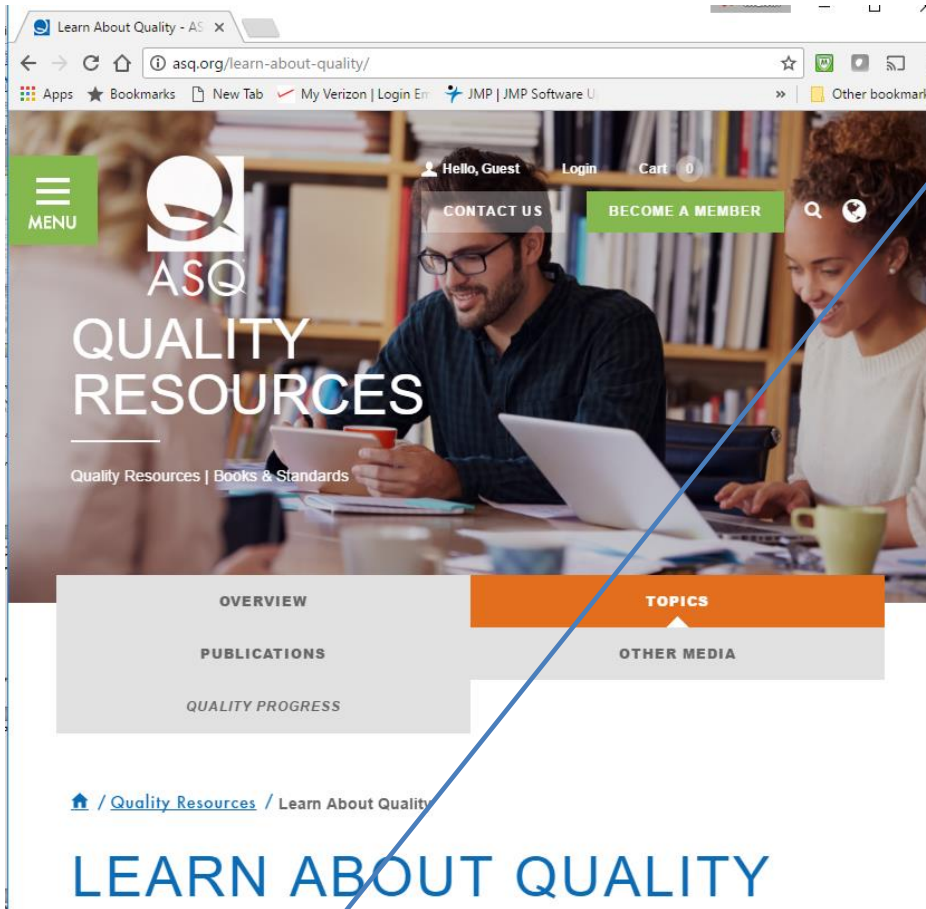 Learn About Quality - AS
asq.org/learn-about-quality/
Apps Bookmarks New Tab My Verizon | Login Em JMP | JMP Software U » Other bookmark
Hello, Guest Login Cart 0
MENU
CONTACT US BECOME A MEMBER
ASQ
QUALITY
RESOURCES
Quality Resources | Books & Standards
OVERVIEW TOPICS
PUBLICATIONS OTHER MEDIA
QUALITY PROGRESS
/ Quality Resources / Learn About Quality
LEARN ABOUT QUALITY